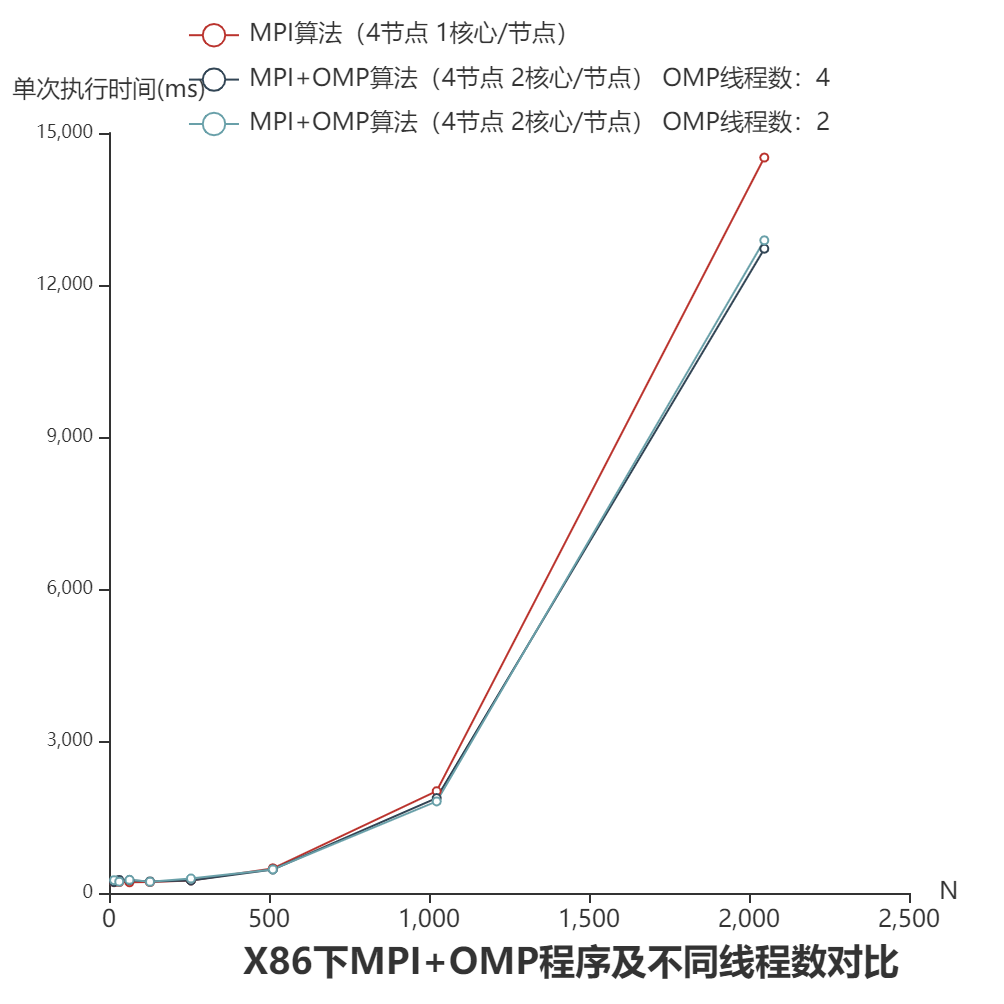 MPI算法（4节点 1核心/节点）
MPI+OMP算法（4节点 2核心/节点） OMP线程数：4
单次执行时间(ms)
MPI+OMP算法（4节点 2核心/节点） OMP线程数：2
15,000
12,000
9,000
6,000
3,000
0
N
0 500 1,000 1,500 2,000 2,500
X86下MPI+OMP程序及不同线程数对比